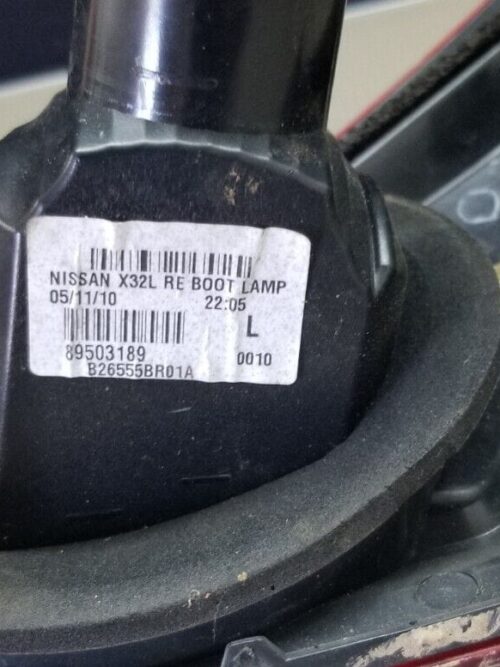 NISSAN X32L RE BOOT LAMP
05/11/10 22:05
L
89503189 0010
B26555BR01A